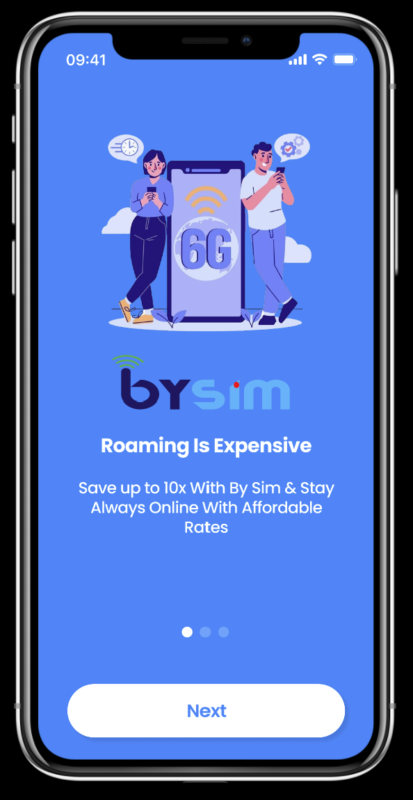 09:41
6G
bysim
Roaming Is Expensive
Save up to 10x With By Sim & Stay
Always Online With Affordable
Rates
Next